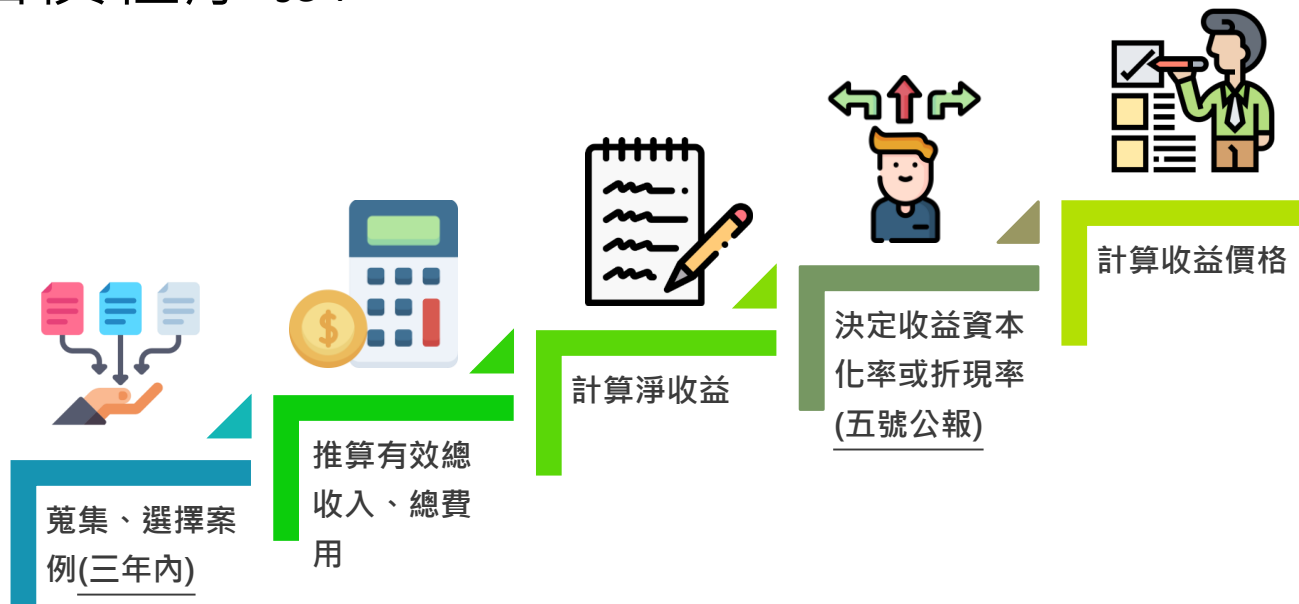 蒐集、選擇案
例(三年內)
推算有效總
收入、總費
用
計算淨收益
決定收益資本
化率或折現率
(五號公報)
計算收益價格